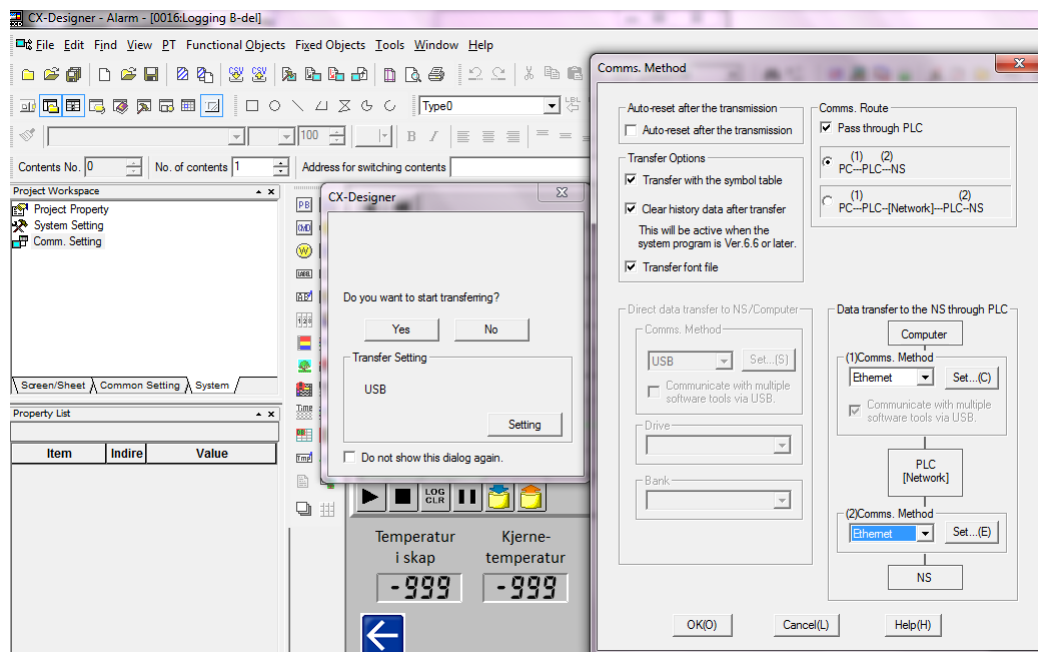 CX-Designer - Alarm - [0016:Logging B-del]
File Edit Find View PT Functional Objects Fixed Objects Tools Window Help
Type0
100
B I
Contents No. 0 No. of contents 1 Address for switching contents
Project Workspace
Project Property
System Setting
Comm. Setting
Screen/Sheet Common Setting System
Property List
Item Indire Value
PB
CMD
W
LABEL
Time
LOG
CLR
Temperatur
i skap
Kjerne-
temperatur
-999 -999
CX-Designer
Do you want to start transferring?
Yes No
Transfer Setting
USB
Setting
Do not show this dialog again.
Comms. Method
Auto-reset after the transmission
Auto-reset after the transmission
Transfer Options
Transfer with the symbol table
Clear history data after transfer
This will be active when the
system program is Ver.6.6 or later.
Transfer font file
Comms. Route
Pass through PLC
(1) (2)
PC---PLC---NS
(1) (2)
PC---PLC--[Network]---PLC--NS
Direct data transfer to NS/Computer
Comms. Method
USB Set...(S)
Communicate with multiple
software tools via USB.
Drive
Bank
Data transfer to the NS through PLC
Computer
(1)Comms. Method
Ethernet Set...(C)
Communicate with multiple
software tools via USB.
PLC
[Network]
(2)Comms. Method
Ethernet Set...(E)
NS
OK(O) Cancel(L) Help(H)